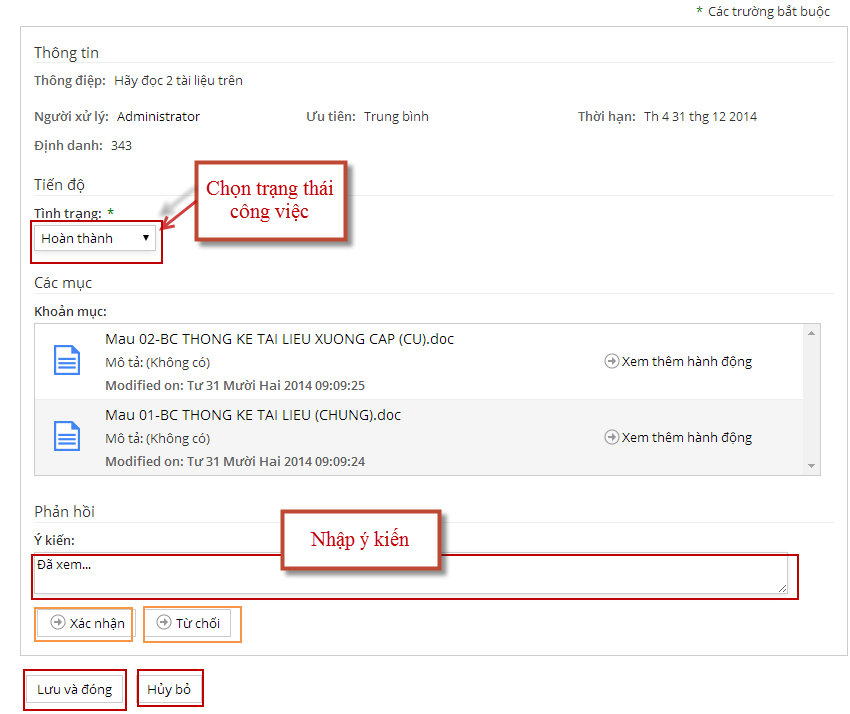 * Các trường bắt buộc
Thông tin
Thông điệp: Hãy đọc 2 tài liệu trên
Người xử lý: Administrator Ưu tiên: Trung bình Thời hạn: Th 4 31 thg 12 2014
Định danh: 343
Tiến độ
Chọn trạng thái
công việc
Tình trạng: *
Hoàn thành
Các mục
Khoản mục:
Mau 02-BC THONG KE TAI LIEU XUONG CAP (CU).doc
Mô tả: (Không có)
Xem thêm hành động
Modified on: Tư 31 Mười Hai 2014 09:09:25
Mau 01-BC THONG KE TAI LIEU (CHUNG).doc
Mô tả: (Không có)
Xem thêm hành động
Modified on: Tư 31 Mười Hai 2014 09:09:24
Phản hồi
Nhập ý kiến
Ý kiến:
Đã xem...
Xác nhận Từ chối
Lưu và đóng Hủy bỏ